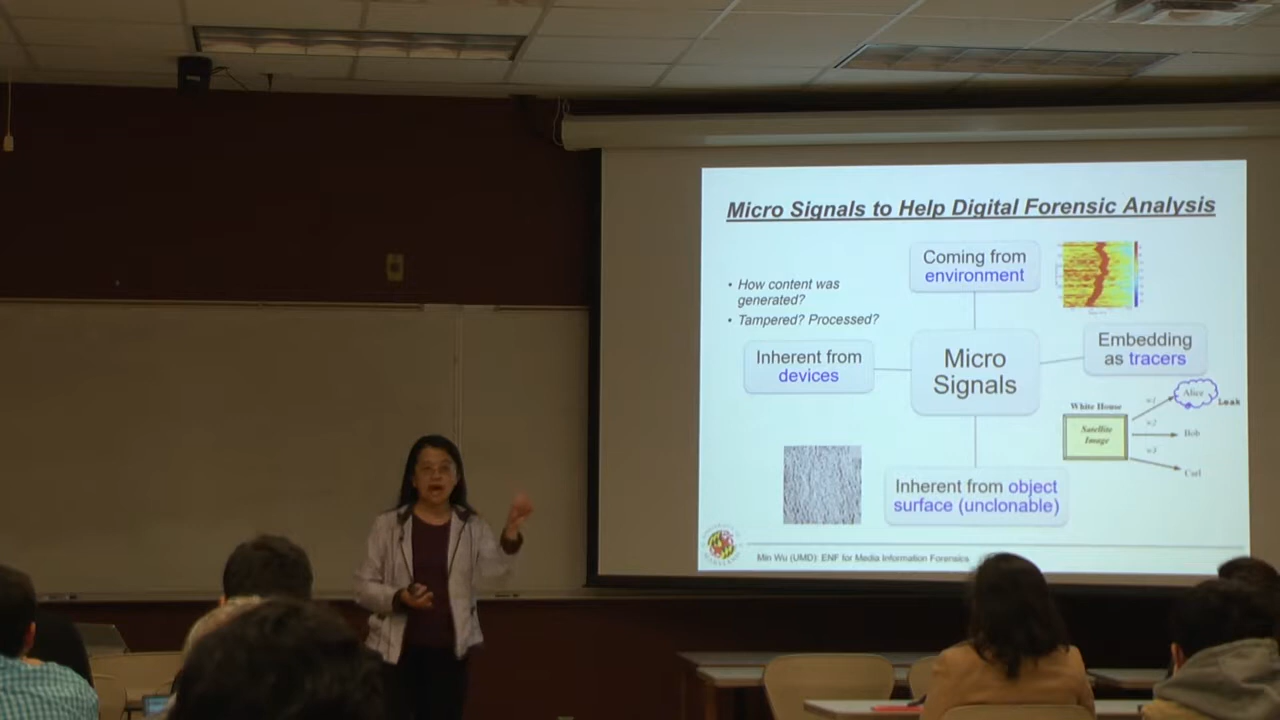 Micro Signals to Help Digital Forensic Analysis
• How content was
generated?
• Tampered? Processed?
Coming from
environment
Inherent from
devices
Micro
Signals
Embedding
as tracers
White House
Satellite
Image
Alice
Leak
Bob
Carl
Inherent from object
surface (unclonable)
Min Wu (UMD): ENF for Media Information Forensics